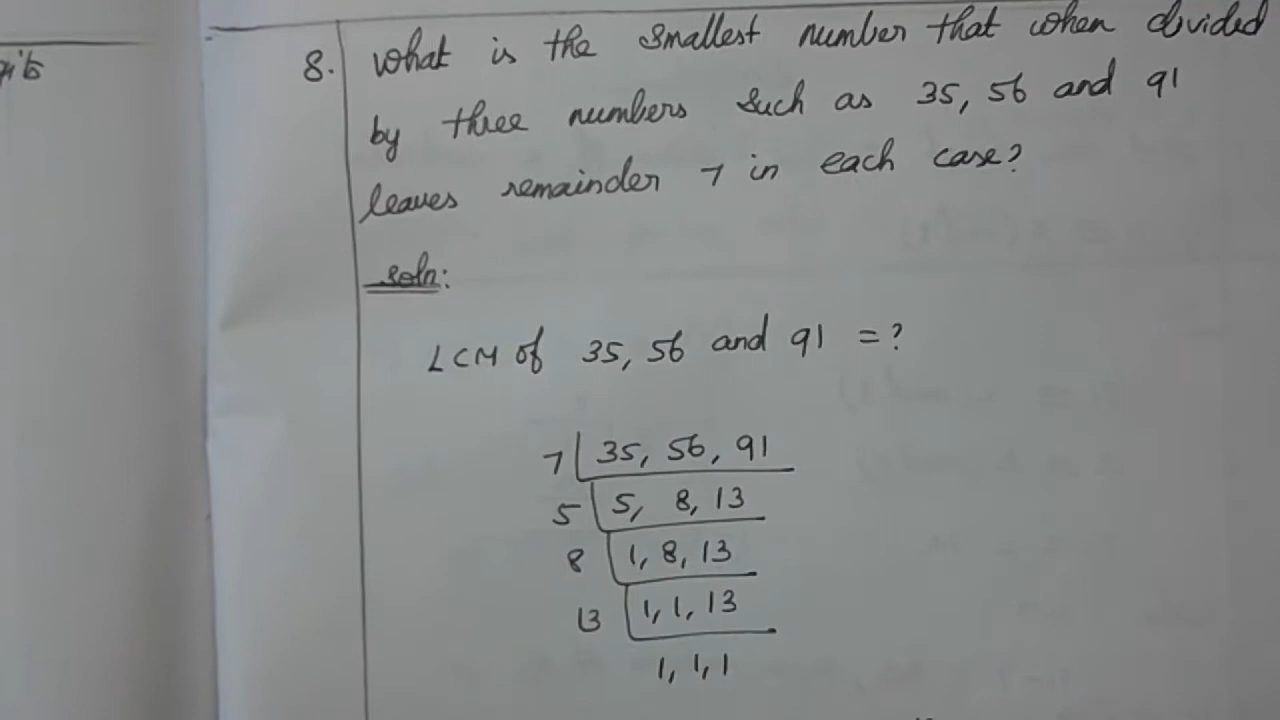 8. What is the smallest number that when divided
by three numbers such as 35, 56 and 91
leaves remainder 7 in each case?
Soln:
LCM of 35, 56 and 91 = ?
7 35, 56, 91
5 5, 8, 13
8 1, 8, 13
13 1, 1, 13
1, 1, 1